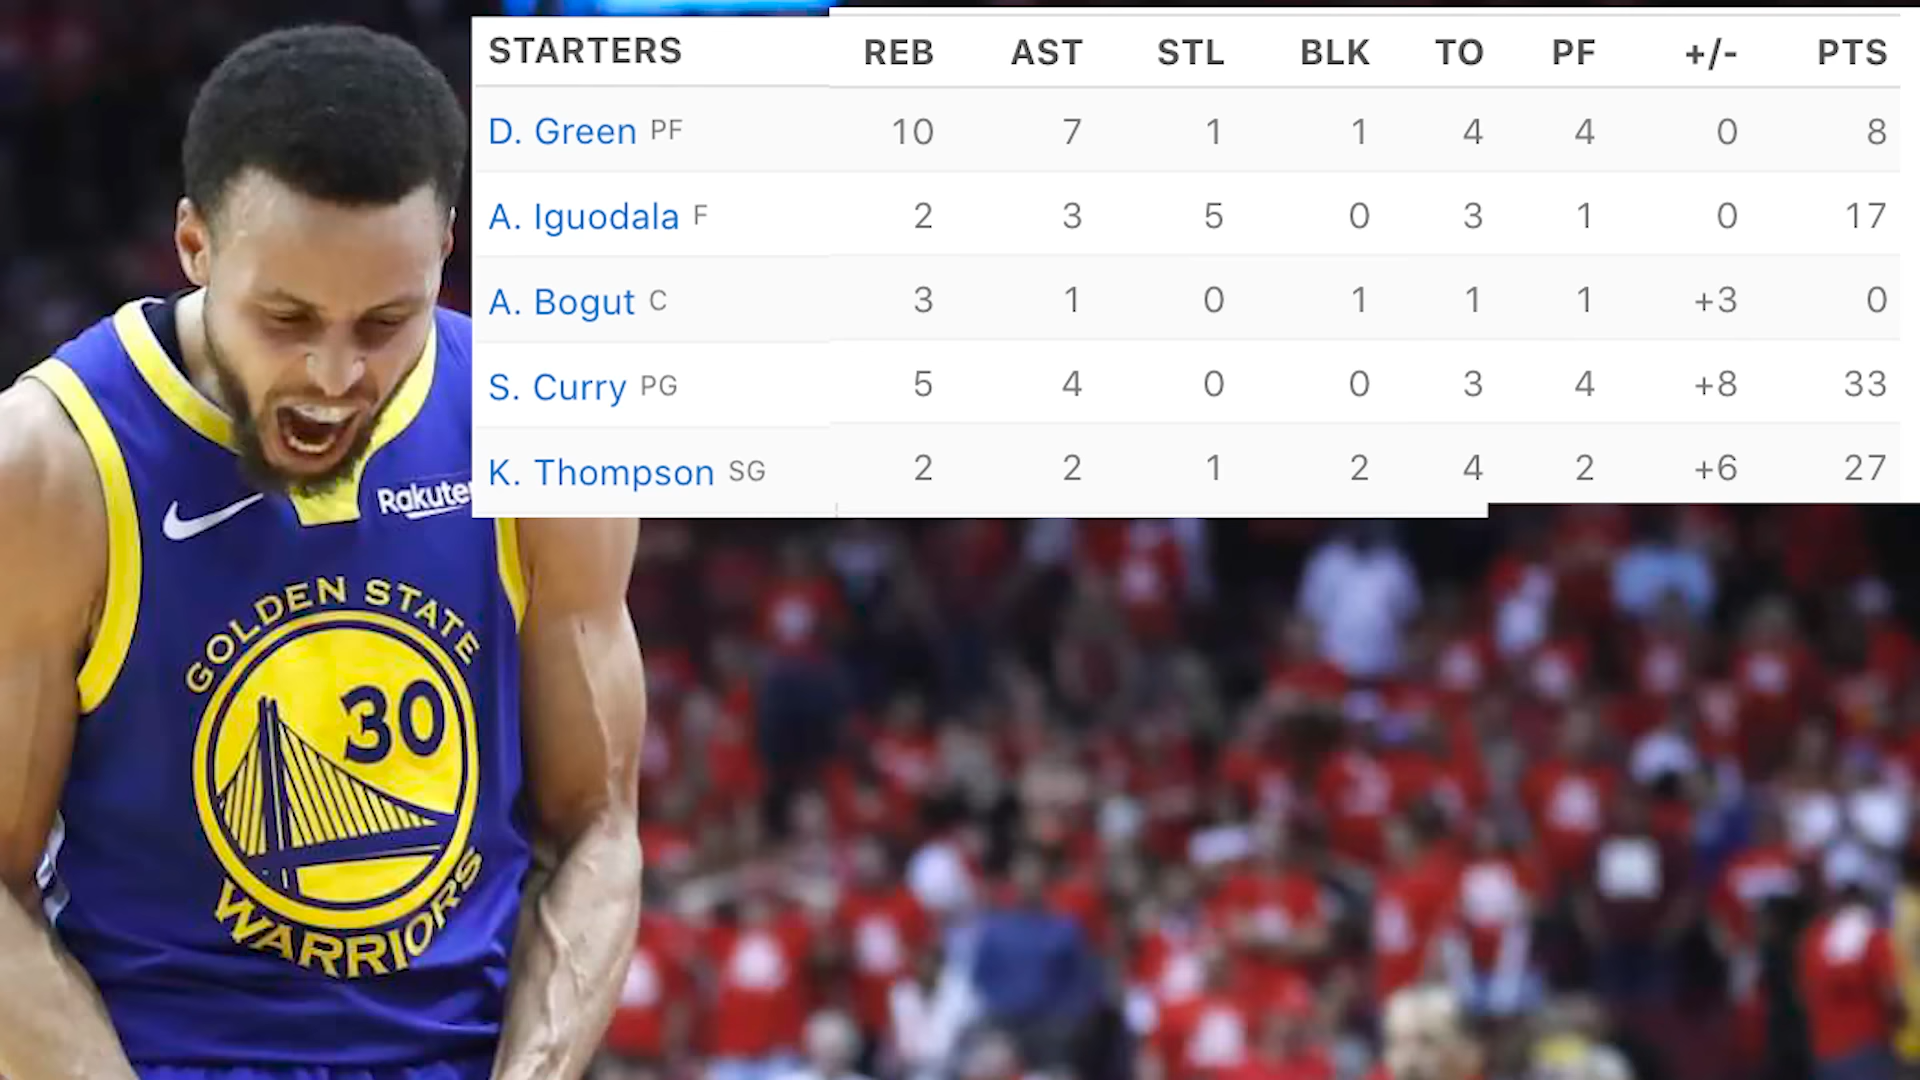 STARTERS REB AST STL BLK TO PF +/- PTS
D. Green PF 10 7 1 1 4 4 0 8
A. Iguodala F 2 3 5 0 3 1 0 17
A. Bogut C 3 1 0 1 1 1 +3 0
S. Curry PG 5 4 0 0 3 4 +8 33
K. Thompson SG 2 2 1 2 4 2 +6 27
Rakute
GOLDEN STATE
30
WARRIORS